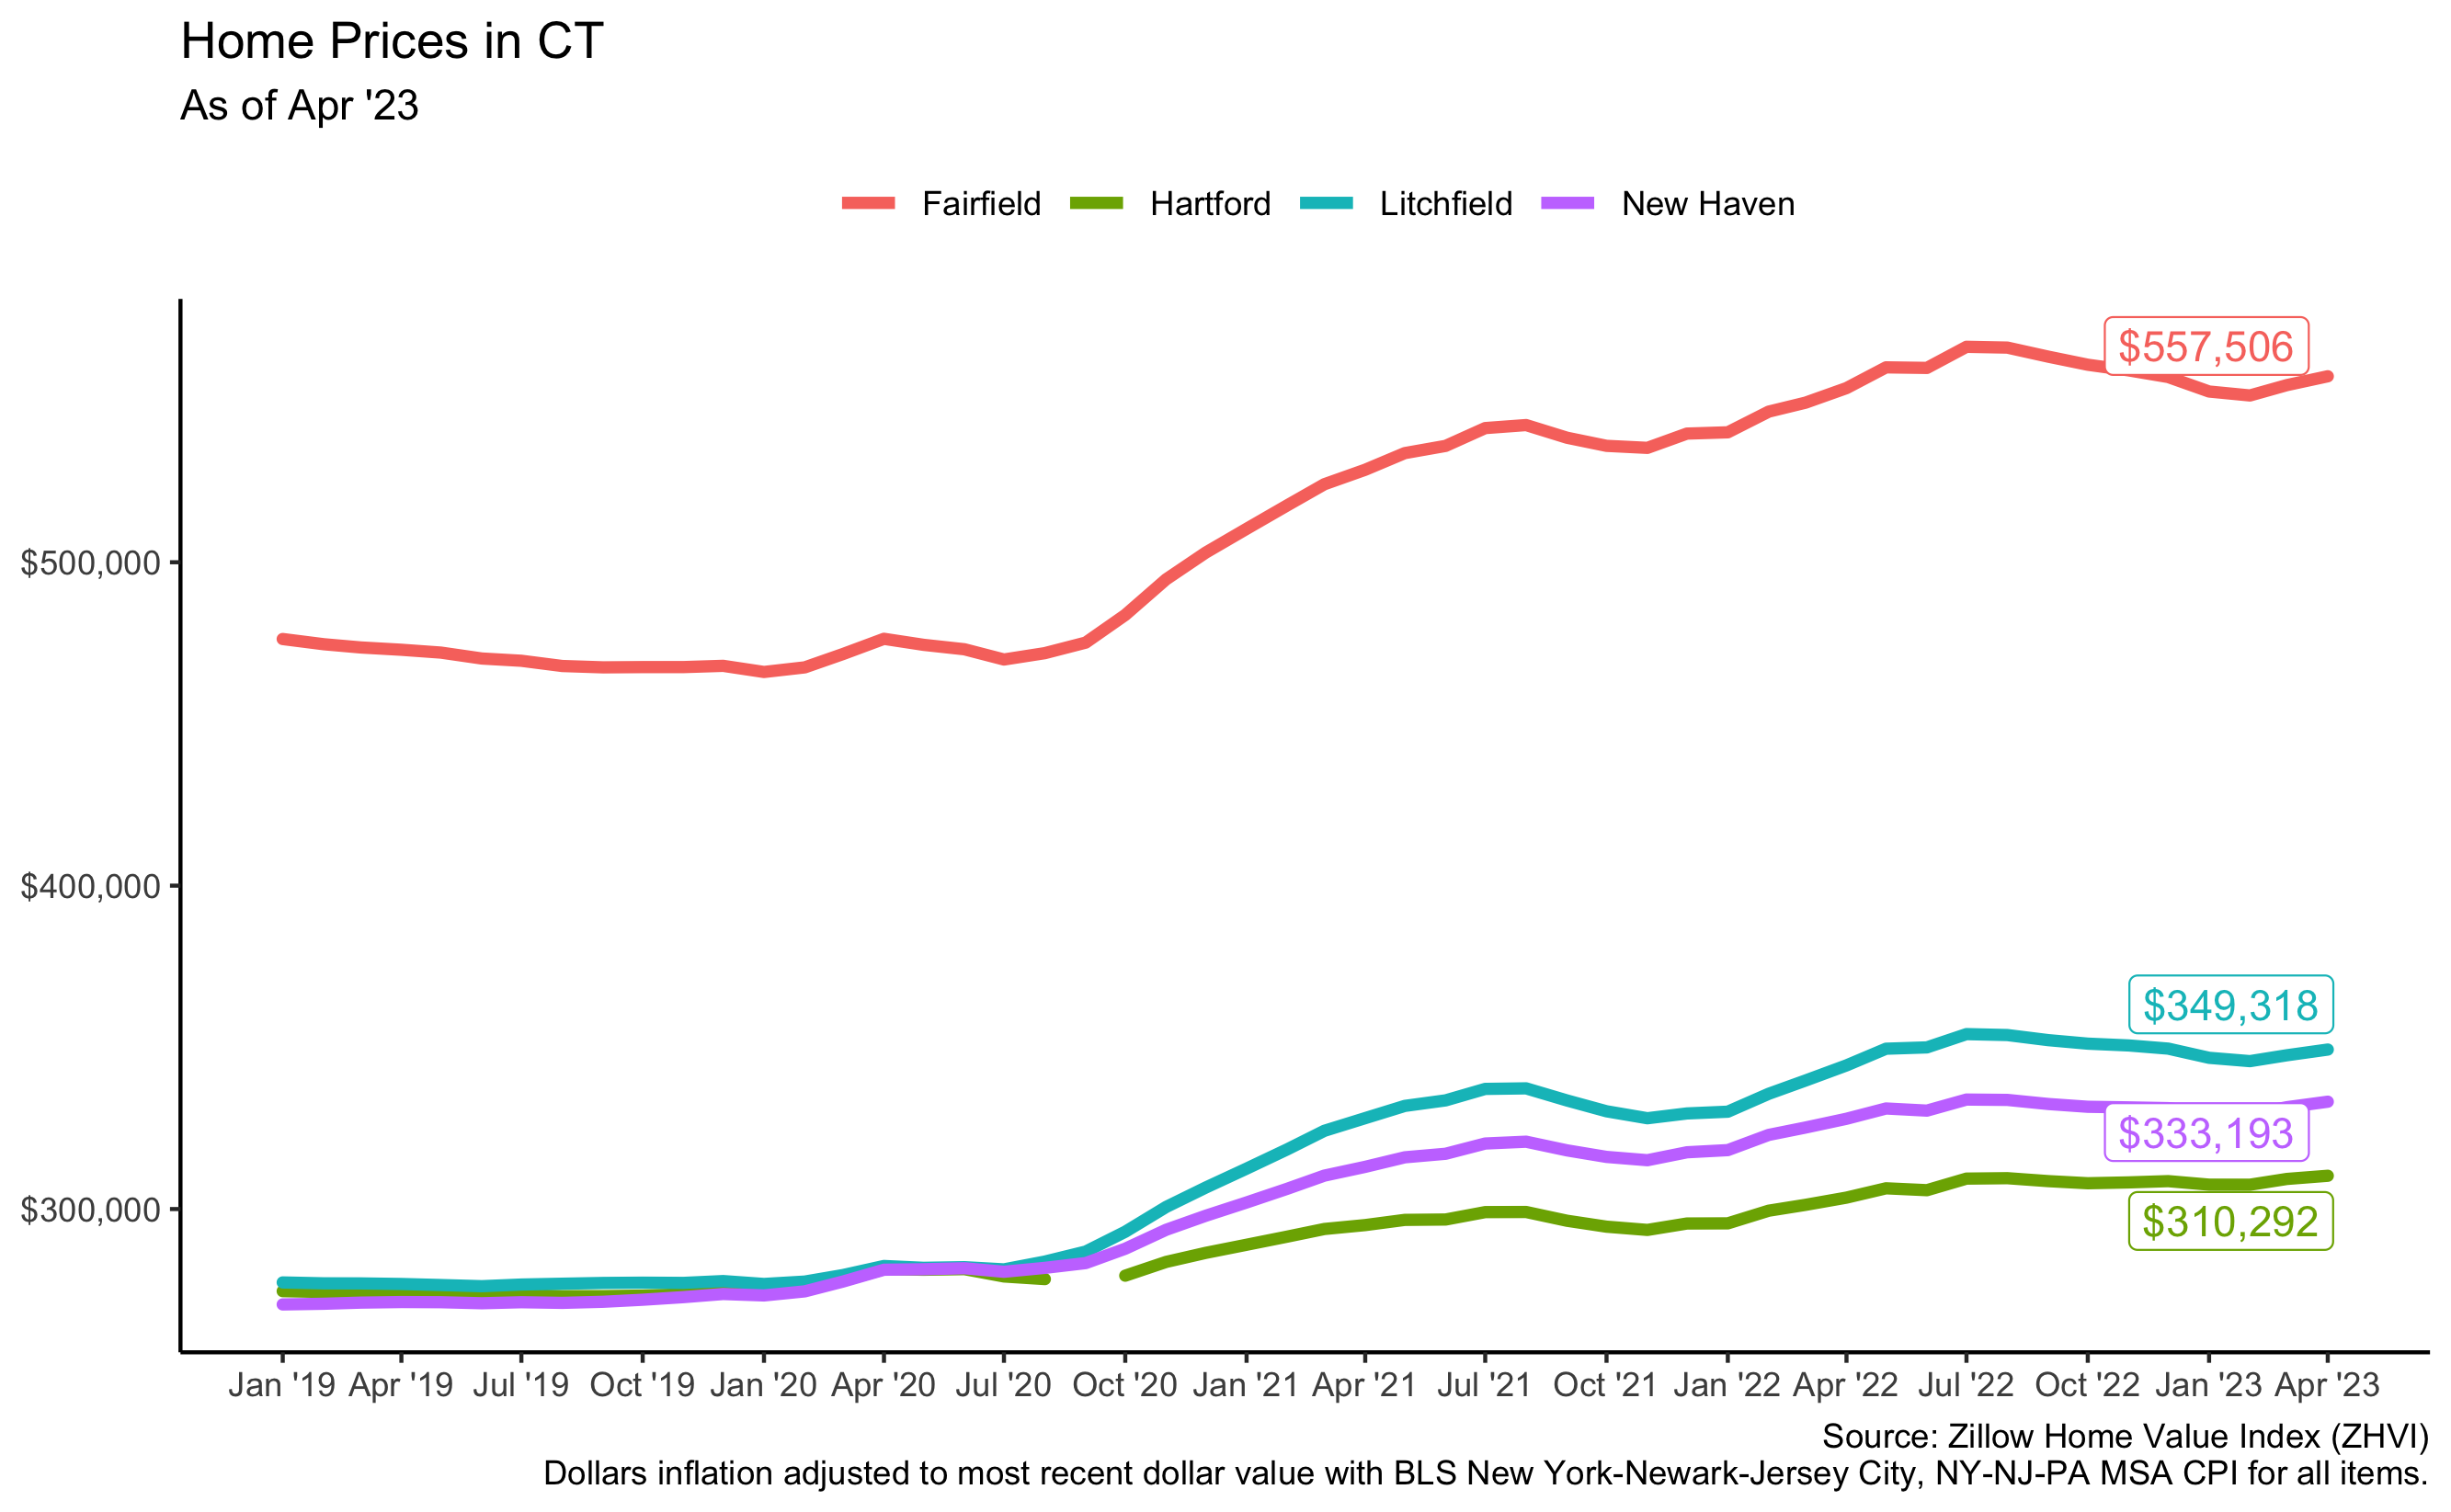 Home Prices in CT
As of Apr '23
Fairfield Hartford Litchfield New Haven
$557,506
$500,000
$400,000
$349,318
$333,193
$300,000
$310,292
Jan '19 Apr '19 Jul '19 Oct '19 Jan '20 Apr '20 Jul '20 Oct '20 Jan '21 Apr '21 Jul '21 Oct '21 Jan '22 Apr '22 Jul '22 Oct '22 Jan '23 Apr '23
Source: Zillow Home Value Index (ZHVI)
Dollars inflation adjusted to most recent dollar value with BLS New York-Newark-Jersey City, NY-NJ-PA MSA CPI for all items.